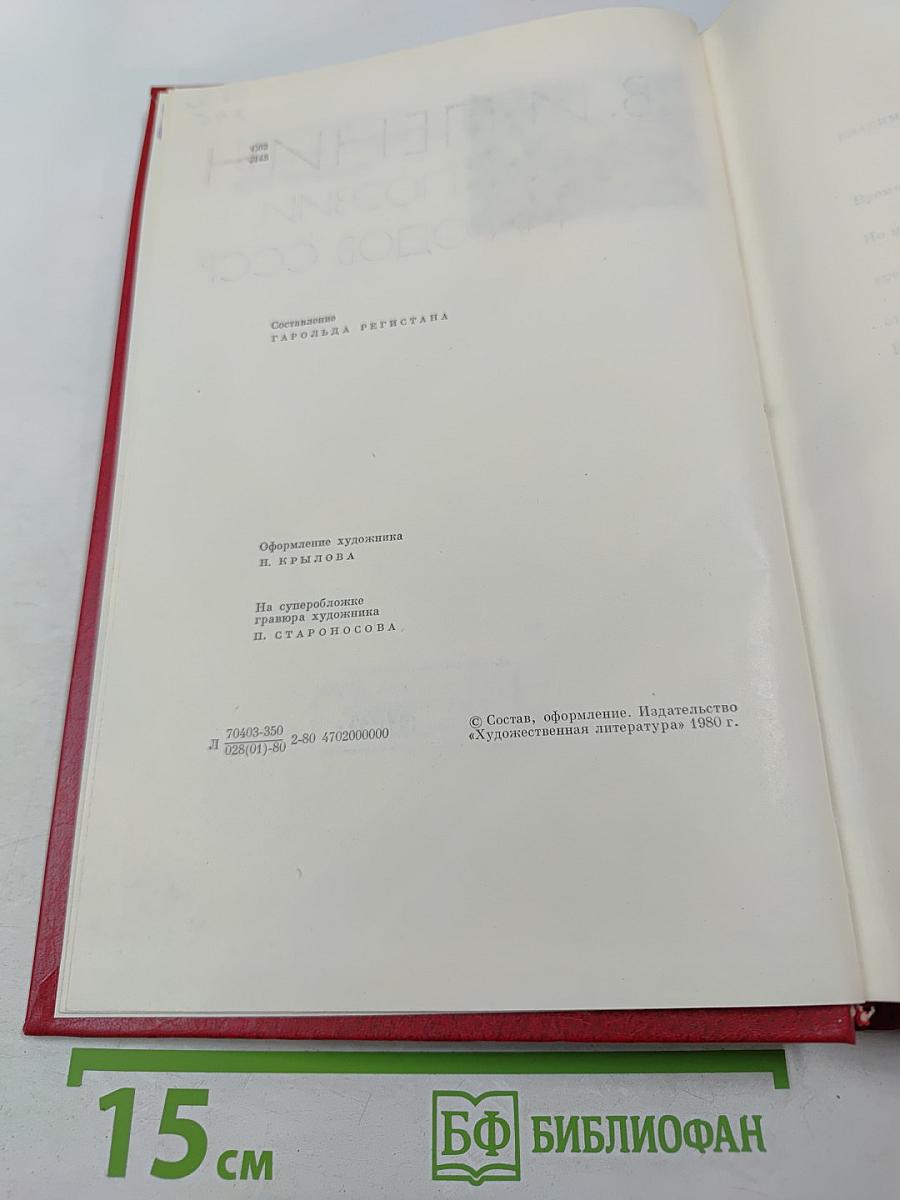 Составление
ГАРОЛЬДА РЕГИСТАНА
Оформление художника
Н. КРЫЛОВА
На суперобложке
гравюра художника
П. СТАРОНОСОВА
Л 70403-350
028(01)-80 2-80 4702000000
© Состав, оформление. Издательство
«Художественная литература» 1980 г.
15 см
БФ БИБЛИОФАН